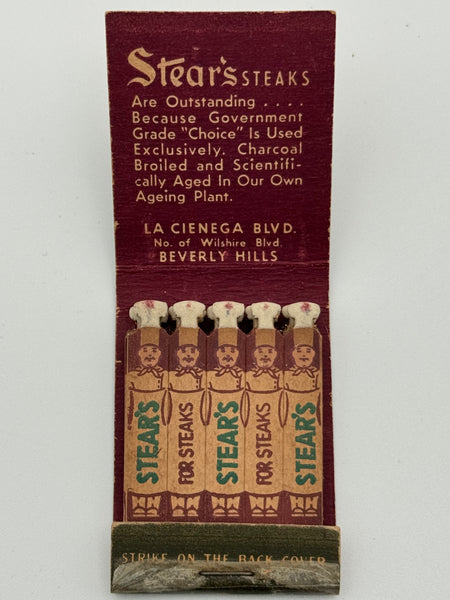 Stear's STEAKS
Are Outstanding . . . .
Because Government
Grade "Choice" Is Used
Exclusively. Charcoal
Broiled and Scientifi-
cally Aged In Our Own
Ageing Plant.
LA CIENEGA BLVD.
No. of Wilshire Blvd.
BEVERLY HILLS
STEAR'S
FOR STEAKS
STEAR'S
FOR STEAKS
STEAR'S
STRIKE ON THE BACK COVER